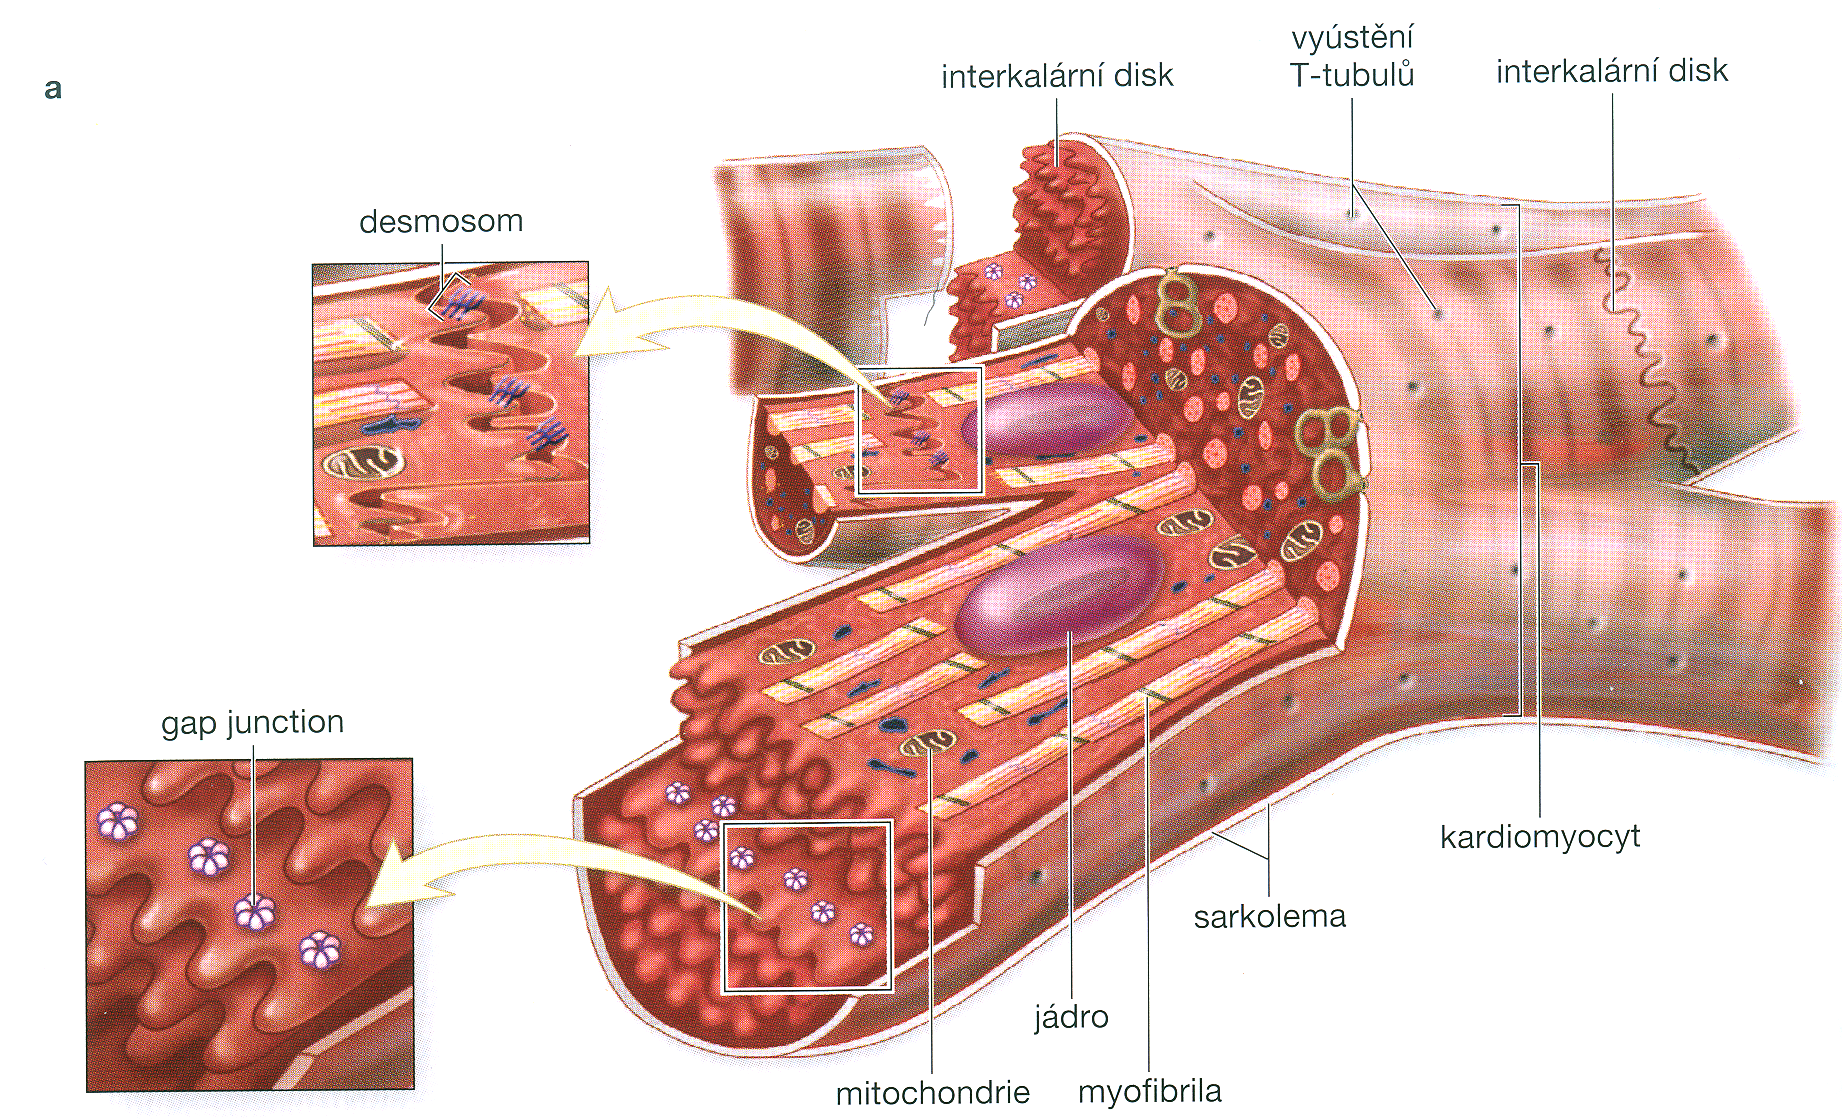 a
vyústění
T-tubulů
interkalární disk
interkalární disk
desmosom
gap junction
kardiomyocyt
sarkolema
jádro
mitochondrie
myofibrila